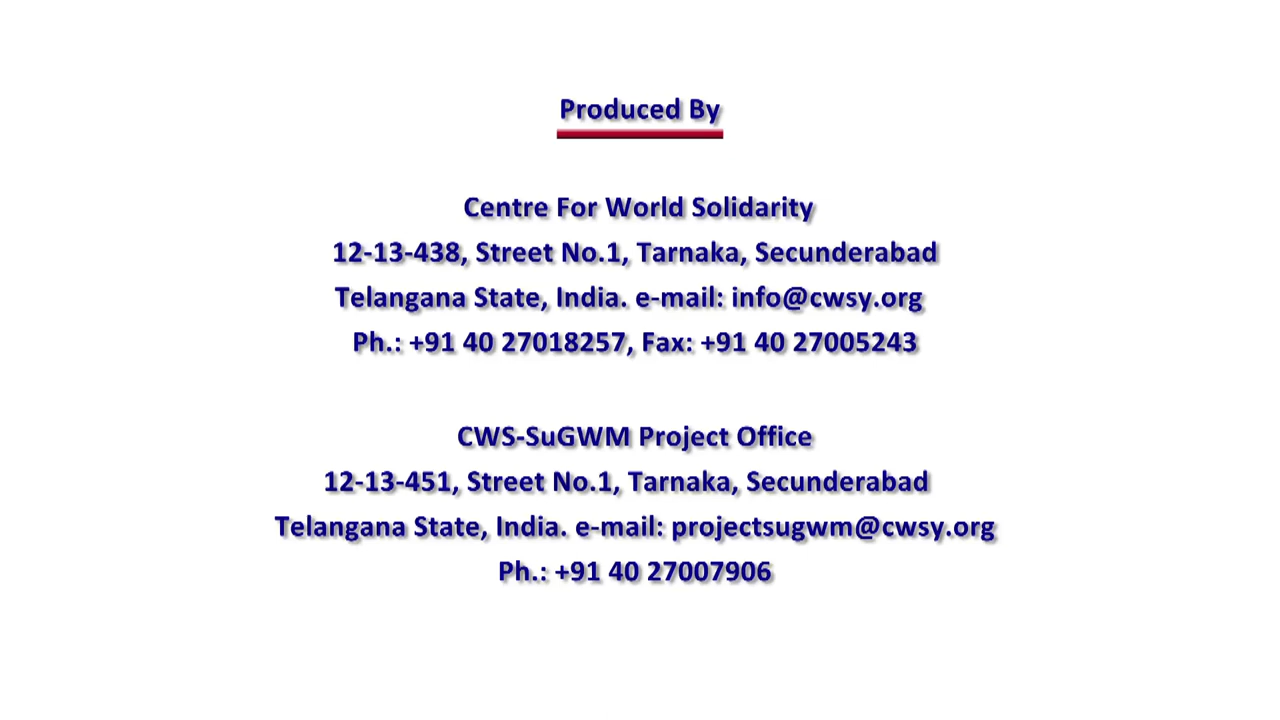 Produced By
Centre For World Solidarity
12-13-438, Street No.1, Tarnaka, Secunderabad
Telangana State, India. e-mail: info@cwsy.org
Ph.: +91 40 27018257, Fax: +91 40 27005243
CWS-SuGWM Project Office
12-13-451, Street No.1, Tarnaka, Secunderabad
Telangana State, India. e-mail: projectsugwm@cwsy.org
Ph.: +91 40 27007906